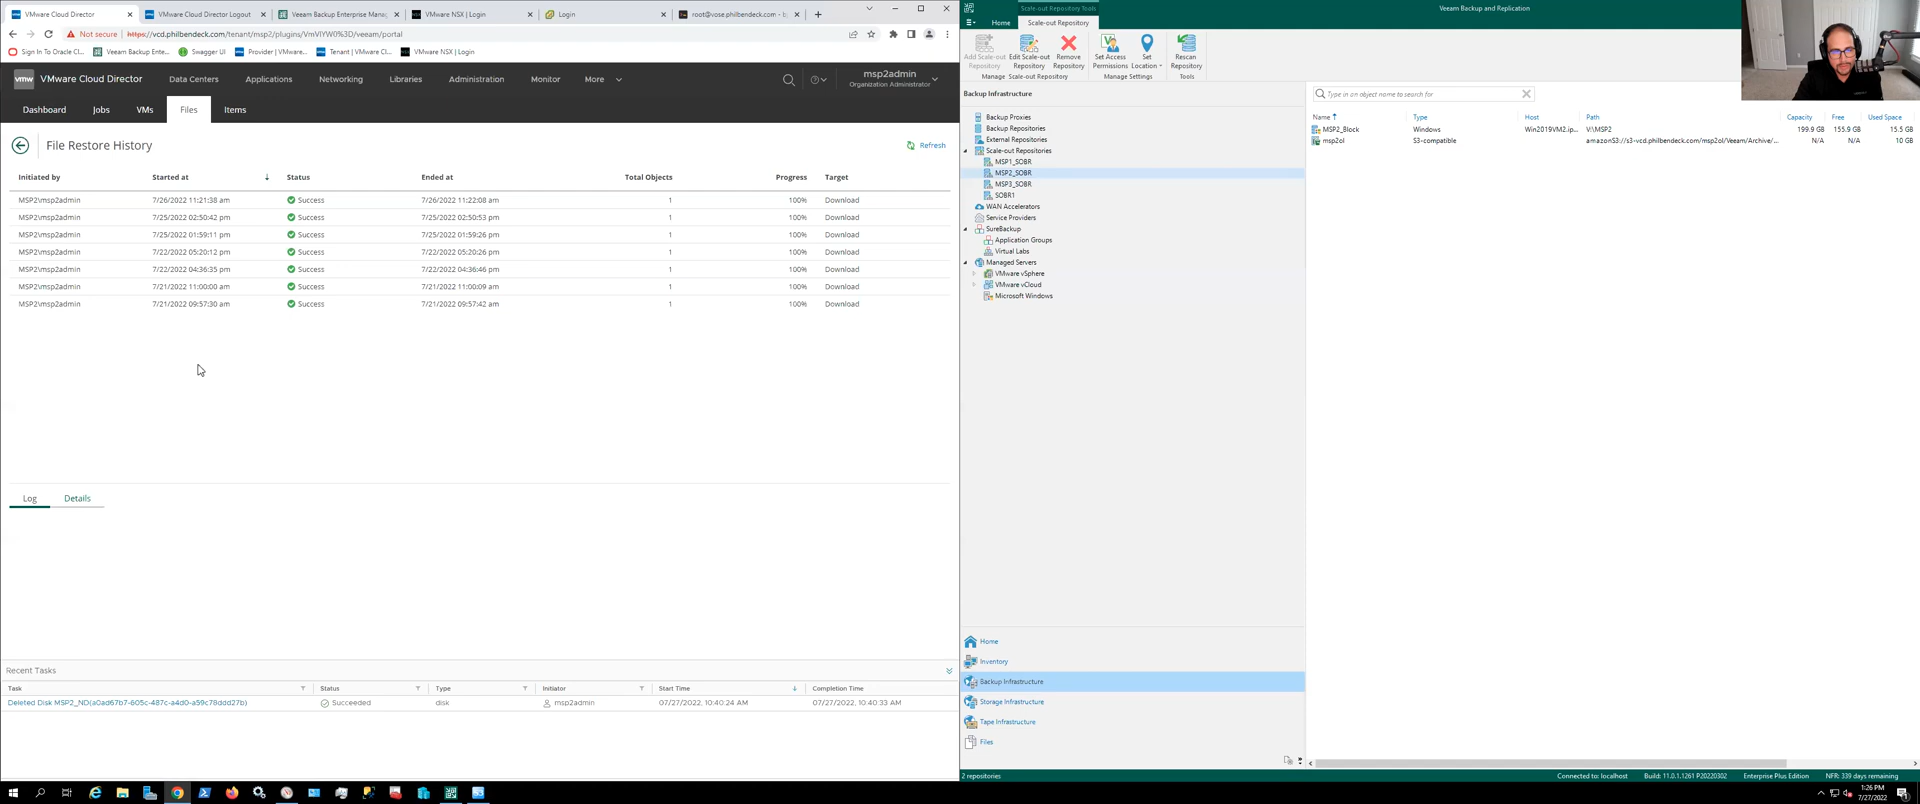 VMware Cloud Director
VMware Cloud Director Logout
Veeam Backup Enterprise Mana
VMware NSX | Login
Login
Not secure
https://vcd.philbendeck.com/tenant/msp2/plugins/VmVlYW0%3D/veeam/portal
Sign In To Oracle Cl... Veeam Backup Ente... Swagger UI Provider | VMware... Tenant | VMware Cl... VMware NSX | Login
vmw VMware Cloud Director Data Centers Applications Networking Libraries Administration Monitor More
msp2admin
Organization Administrator
Dashboard Jobs VMs Files Items
File Restore History
Refresh
Initiated by Started at Status Ended at Total Objects Progress Target
MSP2\msp2admin 7/26/2022 11:21:38 am Success 7/26/2022 11:22:08 am 1 100% Download
MSP2\msp2admin 7/25/2022 02:50:42 pm Success 7/25/2022 02:50:53 pm 1 100% Download
MSP2\msp2admin 7/25/2022 01:59:11 pm Success 7/25/2022 01:59:26 pm 1 100% Download
MSP2\msp2admin 7/22/2022 05:20:12 pm Success 7/22/2022 05:20:26 pm 1 100% Download
MSP2\msp2admin 7/22/2022 04:36:35 pm Success 7/22/2022 04:36:46 pm 1 100% Download
MSP2\msp2admin 7/21/2022 11:00:00 am Success 7/21/2022 11:00:09 am 1 100% Download
MSP2\msp2admin 7/21/2022 09:57:30 am Success 7/21/2022 09:57:42 am 1 100% Download
Log Details
Recent Tasks
Task Status Type Initiator Start Time Completion Time
Deleted Disk MSP2_ND(a0ad67b7-605c-487c-a4d0-a59c78ddd27b) Succeeded disk msp2admin 07/27/2022, 10:40:24 AM 07/27/2022, 10:40:33 AM
Scale-out Repository Tools
Veeam Backup and Replication
Home Scale-out Repository
Add Scale-out Repository
Edit Scale-out Repository
Remove Repository
Set Access Permissions
Set Location
Rescan Repository
Manage Scale-out Repository
Manage Settings
Tools
Backup Infrastructure
Type in an object name to search for
Backup Proxies
Backup Repositories
External Repositories
Scale-out Repositories
MSP1_SOBR
MSP2_SOBR
MSP3_SOBR
SOBR1
WAN Accelerators
Service Providers
SureBackup
Application Groups
Virtual Labs
Managed Servers
VMware vSphere
VMware vCloud
Microsoft Windows
Name Type Host Path Capacity Free Used Space
MSP2_Block Windows Win2019VM2.ip... V:\MSP2 199.9 GB 155.9 GB 15.5 GB
msp2ol S3-compatible amazonS3://s3-vcd.philbendeck.com/msp2ol/Veeam/Archive/... N/A N/A 10 GB
Home
Inventory
Backup Infrastructure
Storage Infrastructure
Tape Infrastructure
Files
2 repositories
Connected to: localhost Build: 11.0.1.1261 P20220302 Enterprise Plus Edition NFR: 339 days remaining
1:26 PM
7/27/2022